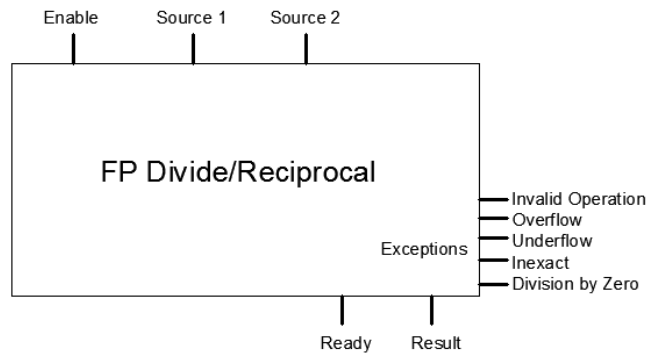 Enable Source 1 Source 2
FP Divide/Reciprocal
Invalid Operation
Overflow
Underflow
Exceptions
Inexact
Division by Zero
Ready Result